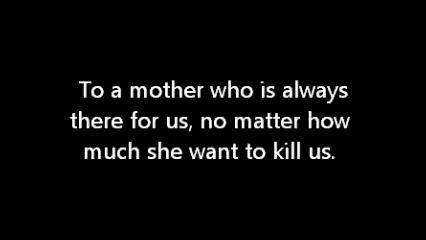 To a mother who is always
there for us, no matter how
much she want to kill us.